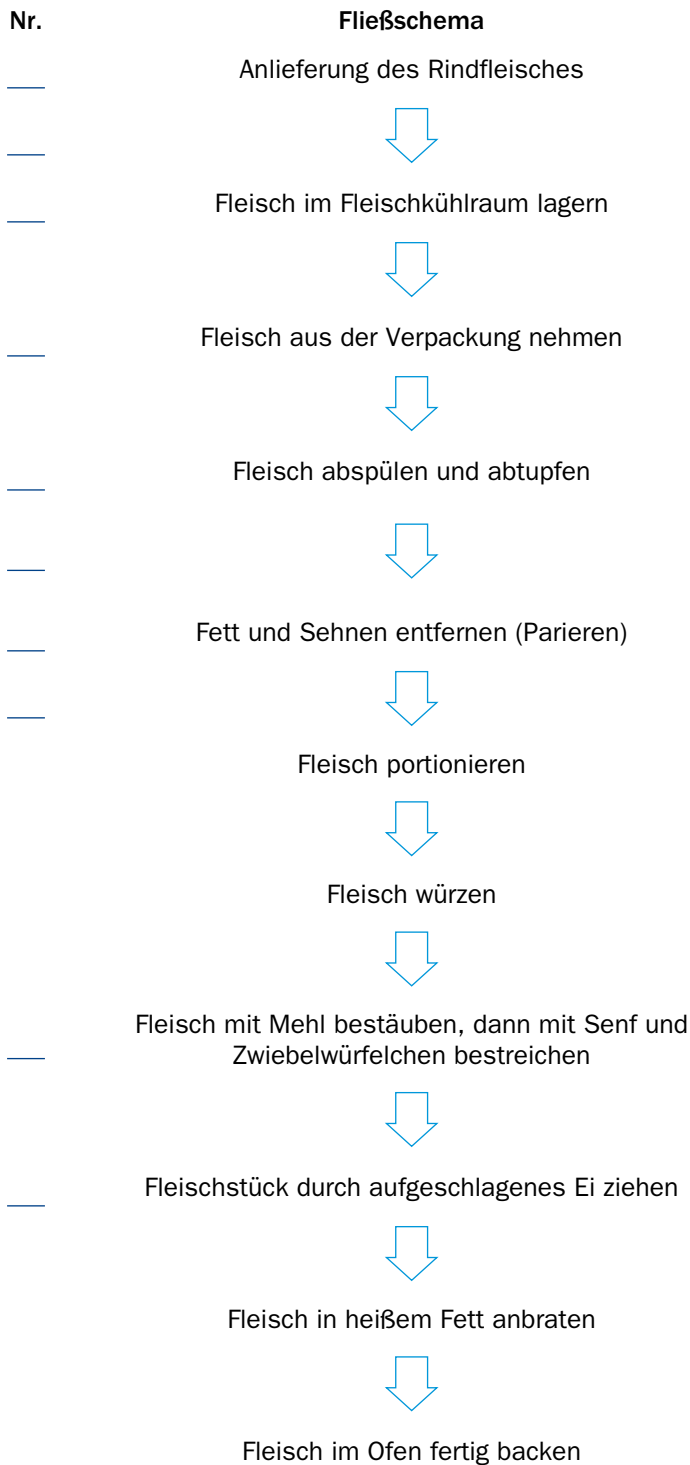 Nr. Fließschema
Anlieferung des Rindfleisches
Fleisch im Fleischkühlraum lagern
Fleisch aus der Verpackung nehmen
Fleisch abspülen und abtupfen
Fett und Sehnen entfernen (Parieren)
Fleisch portionieren
Fleisch würzen
Fleisch mit Mehl bestäuben, dann mit Senf und
Zwiebelwürfelchen bestreichen
Fleischstück durch aufgeschlagenes Ei ziehen
Fleisch in heißem Fett anbraten
Fleisch im Ofen fertig backen